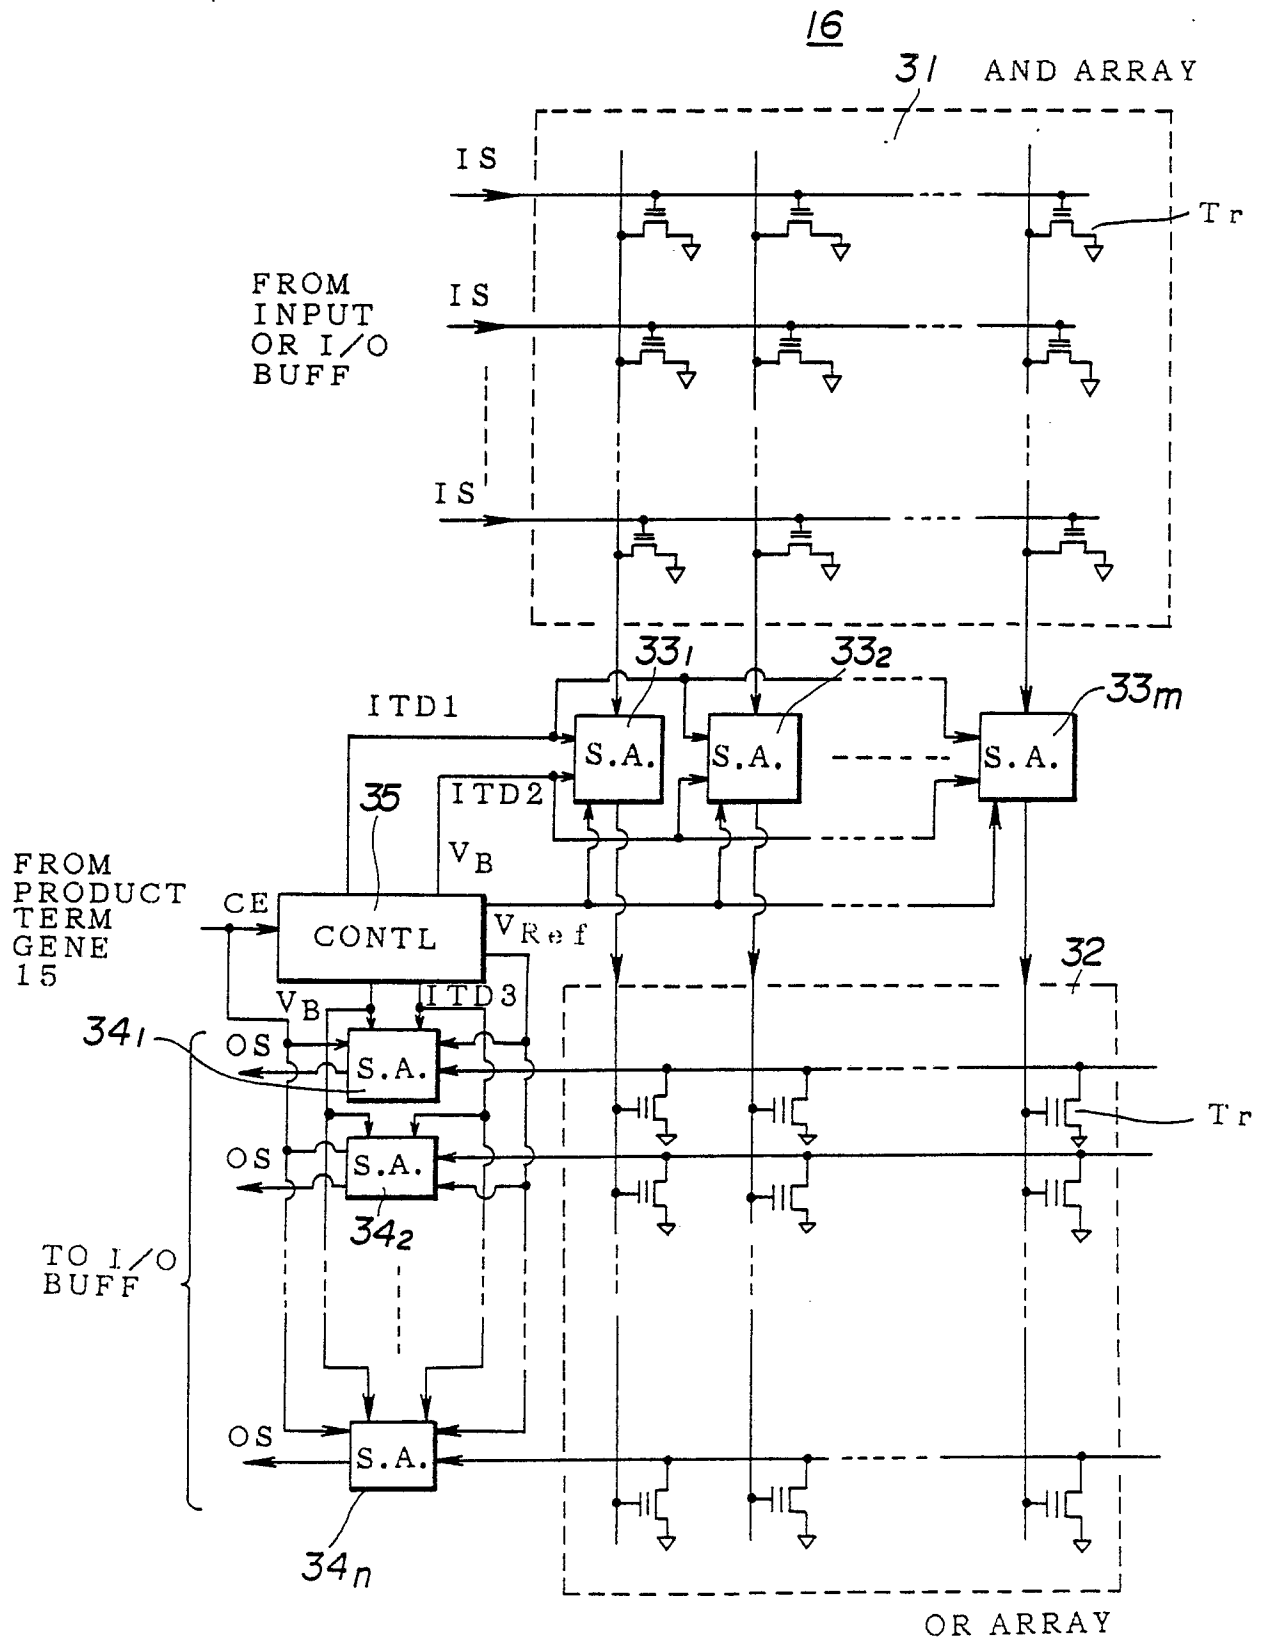 16
31 AND ARRAY
IS
Tr
FROM
INPUT
OR I/O
BUFF
IS
IS
33₁
33₂
33m
ITD1
S.A.
S.A.
S.A.
ITD2
35
VB
FROM
PRODUCT
TERM
GENE
15
CE
CONTL
VRef
32
VB
ITD3
34₁
OS
S.A.
Tr
OS
S.A.
34₂
TO I/O
BUFF
OS
S.A.
34n
OR ARRAY